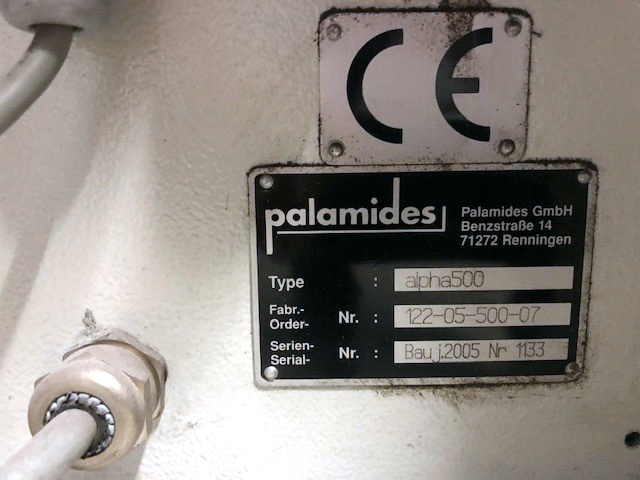 CE
palamides
Palamides GmbH
Benzstraße 14
71272 Renningen
Type : alpha500
Fabr.-
Order- Nr. : 122-05-500-07
Serien-
Serial- Nr. : Bauj.2005 Nr 1133